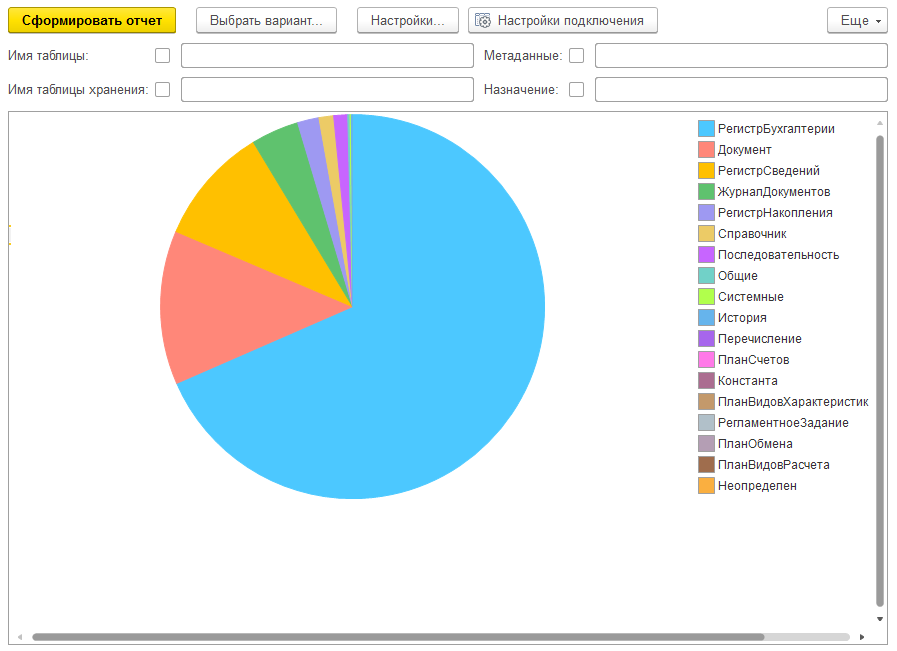 Сформировать отчет Выбрать вариант... Настройки... Настройки подключения Еще
Имя таблицы: Метаданные:
Имя таблицы хранения: Назначение:
РегистрБухгалтерии
Документ
РегистрСведений
ЖурналДокументов
РегистрНакопления
Справочник
Последовательность
Общие
Системные
История
Перечисление
ПланСчетов
Константа
ПланВидовХарактеристик
РегламентноеЗадание
ПланОбмена
ПланВидовРасчета
Неопределен